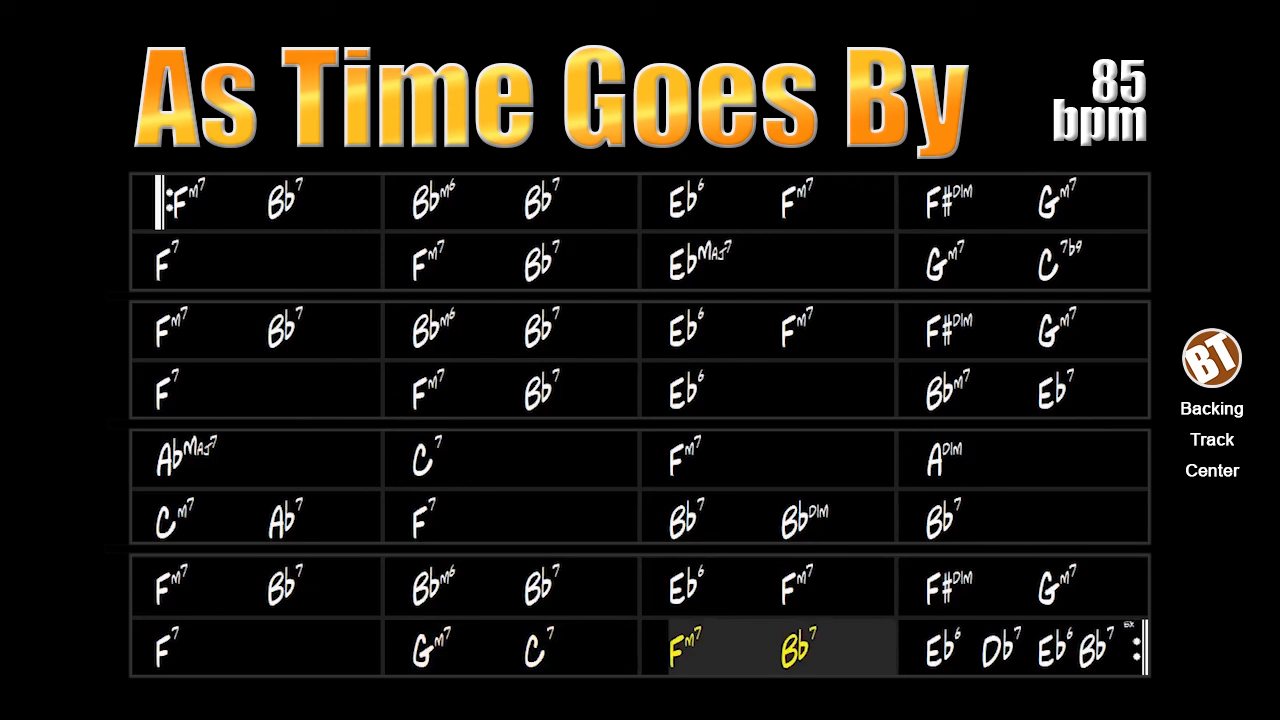 As Time Goes By
85
bpm
Fm7 Bb7 Bbm6 Bb7 Eb6 Fm7 F#DIM Gm7
F7 Fm7 Bb7 EbMAJ7 Gm7 C7b9
Fm7 Bb7 Bbm6 Bb7 Eb6 Fm7 F#DIM Gm7
F7 Fm7 Bb7 Eb6 Bbm7 Eb7
AbMAJ7 C7 Fm7 ADIM
Cm7 Ab7 F7 Bb7 BbDIM Bb7
Fm7 Bb7 Bbm6 Bb7 Eb6 Fm7 F#DIM Gm7
F7 Gm7 C7 Fm7 Bb7 Eb6 Db7 Eb6 Bb7
BT
Backing
Track
Center